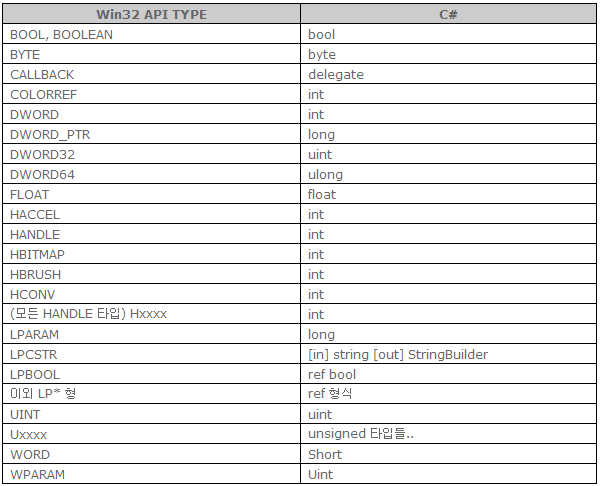 Win32 API TYPE C#
BOOL, BOOLEAN bool
BYTE byte
CALLBACK delegate
COLORREF int
DWORD int
DWORD_PTR long
DWORD32 uint
DWORD64 ulong
FLOAT float
HACCEL int
HANDLE int
HBITMAP int
HBRUSH int
HCONV int
(모든 HANDLE 타입) Hxxxx int
LPARAM long
LPCSTR [in] string [out] StringBuilder
LPBOOL ref bool
이외 LP* 형 ref 형식
UINT uint
Uxxxx unsigned 타입들..
WORD Short
WPARAM Uint